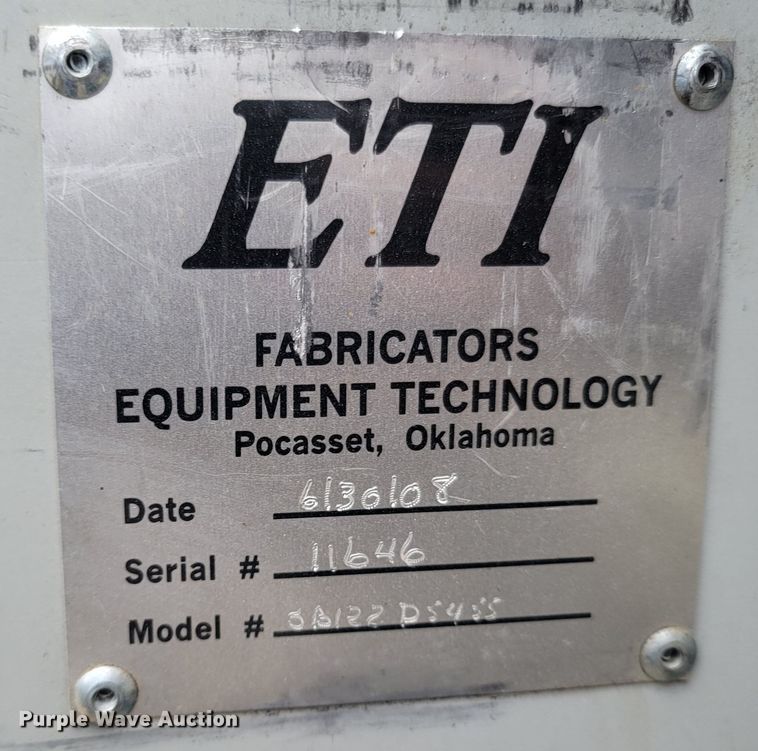 ETI
FABRICATORS
EQUIPMENT TECHNOLOGY
Pocasset, Oklahoma
Date 6130108
Serial # 11646
Model #
Purple Wave Auction